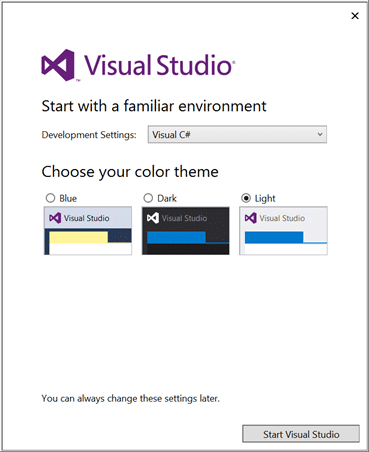 Visual Studio®
™
Start with a familiar environment
Development Settings: Visual C#
Choose your color theme
Blue Dark Light
Visual Studio Visual Studio Visual Studio
You can always change these settings later.
Start Visual Studio